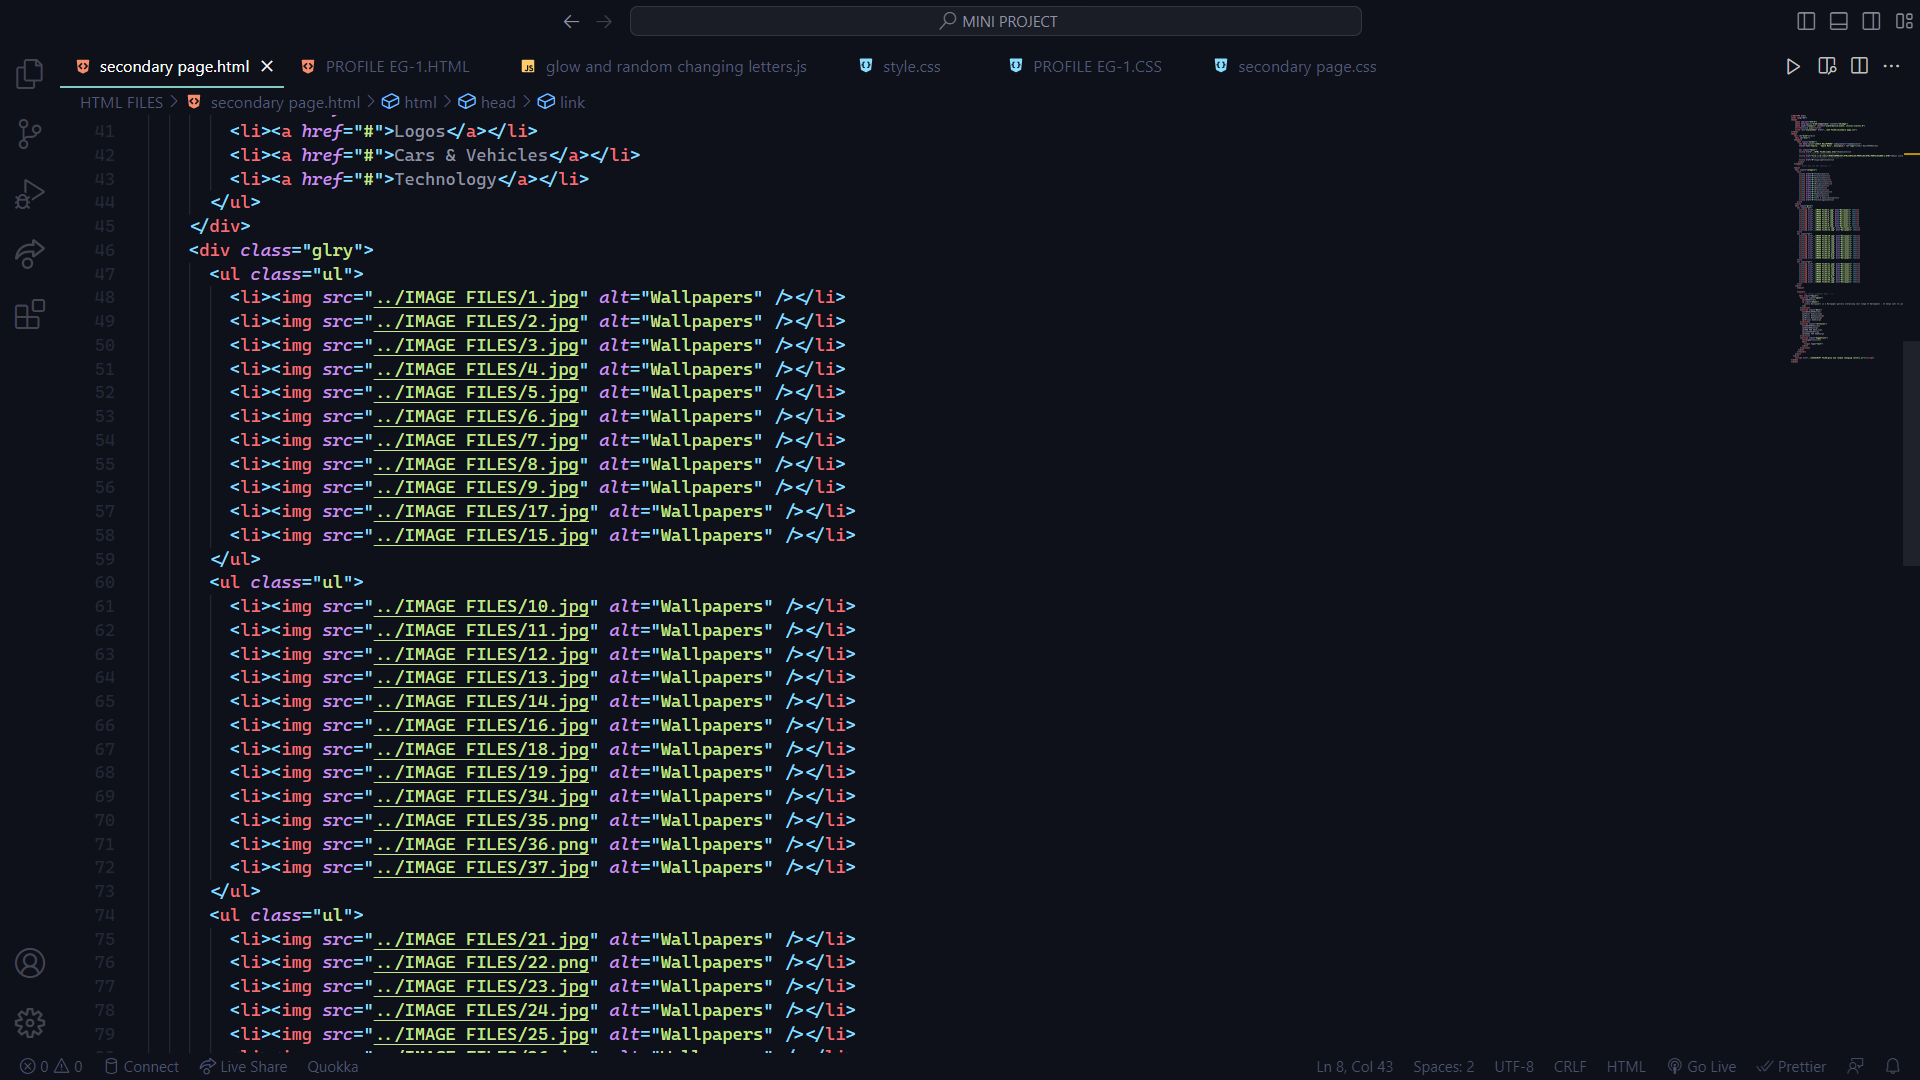 MINI PROJECT
secondary page.html
PROFILE EG-1.HTML
glow and random changing letters.js
style.css
PROFILE EG-1.CSS
secondary page.css
HTML FILES > secondary page.html > html > head > link
41 <li><a href="#">Logos</a></li>
42 <li><a href="#">Cars & Vehicles</a></li>
43 <li><a href="#">Technology</a></li>
44 </ul>
45 </div>
46 <div class="glry">
47 <ul class="ul">
48 <li><img src="../IMAGE FILES/1.jpg" alt="Wallpapers" /></li>
49 <li><img src="../IMAGE FILES/2.jpg" alt="Wallpapers" /></li>
50 <li><img src="../IMAGE FILES/3.jpg" alt="Wallpapers" /></li>
51 <li><img src="../IMAGE FILES/4.jpg" alt="Wallpapers" /></li>
52 <li><img src="../IMAGE FILES/5.jpg" alt="Wallpapers" /></li>
53 <li><img src="../IMAGE FILES/6.jpg" alt="Wallpapers" /></li>
54 <li><img src="../IMAGE FILES/7.jpg" alt="Wallpapers" /></li>
55 <li><img src="../IMAGE FILES/8.jpg" alt="Wallpapers" /></li>
56 <li><img src="../IMAGE FILES/9.jpg" alt="Wallpapers" /></li>
57 <li><img src="../IMAGE FILES/17.jpg" alt="Wallpapers" /></li>
58 <li><img src="../IMAGE FILES/15.jpg" alt="Wallpapers" /></li>
59 </ul>
60 <ul class="ul">
61 <li><img src="../IMAGE FILES/10.jpg" alt="Wallpapers" /></li>
62 <li><img src="../IMAGE FILES/11.jpg" alt="Wallpapers" /></li>
63 <li><img src="../IMAGE FILES/12.jpg" alt="Wallpapers" /></li>
64 <li><img src="../IMAGE FILES/13.jpg" alt="Wallpapers" /></li>
65 <li><img src="../IMAGE FILES/14.jpg" alt="Wallpapers" /></li>
66 <li><img src="../IMAGE FILES/16.jpg" alt="Wallpapers" /></li>
67 <li><img src="../IMAGE FILES/18.jpg" alt="Wallpapers" /></li>
68 <li><img src="../IMAGE FILES/19.jpg" alt="Wallpapers" /></li>
69 <li><img src="../IMAGE FILES/34.jpg" alt="Wallpapers" /></li>
70 <li><img src="../IMAGE FILES/35.png" alt="Wallpapers" /></li>
71 <li><img src="../IMAGE FILES/36.png" alt="Wallpapers" /></li>
72 <li><img src="../IMAGE FILES/37.jpg" alt="Wallpapers" /></li>
73 </ul>
74 <ul class="ul">
75 <li><img src="../IMAGE FILES/21.jpg" alt="Wallpapers" /></li>
76 <li><img src="../IMAGE FILES/22.png" alt="Wallpapers" /></li>
77 <li><img src="../IMAGE FILES/23.jpg" alt="Wallpapers" /></li>
78 <li><img src="../IMAGE FILES/24.jpg" alt="Wallpapers" /></li>
79 <li><img src="../IMAGE FILES/25.jpg" alt="Wallpapers" /></li>
0 0 Connect Live Share Quokka Ln 8, Col 43 Spaces: 2 UTF-8 CRLF HTML Go Live Prettier